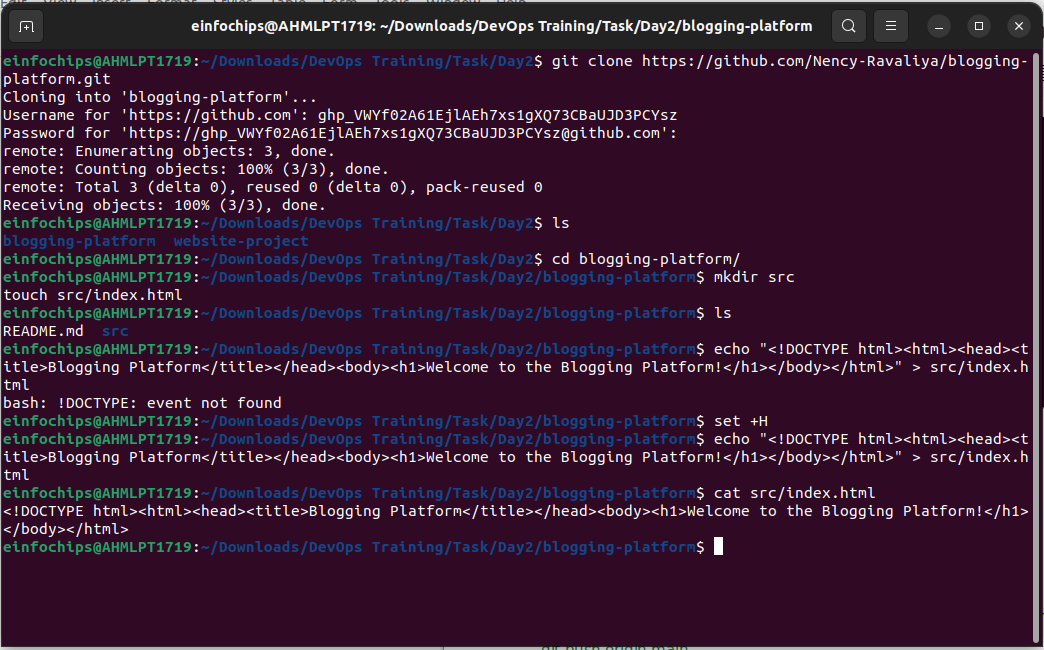 einfochips@AHMLPT1719: ~/Downloads/DevOps Training/Task/Day2/blogging-platform
einfochips@AHMLPT1719:~/Downloads/DevOps Training/Task/Day2$ git clone https://github.com/Nency-Ravaliya/blogging-
platform.git
Cloning into 'blogging-platform'...
Username for 'https://github.com': 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
Password for 'https://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@github.com':
remote: Enumerating objects: 3, done.
remote: Counting objects: 100% (3/3), done.
remote: Total 3 (delta 0), reused 0 (delta 0), pack-reused 0
Receiving objects: 100% (3/3), done.
einfochips@AHMLPT1719:~/Downloads/DevOps Training/Task/Day2$ ls
blogging-platform  website-project
einfochips@AHMLPT1719:~/Downloads/DevOps Training/Task/Day2$ cd blogging-platform/
einfochips@AHMLPT1719:~/Downloads/DevOps Training/Task/Day2/blogging-platform$ mkdir src
touch src/index.html
einfochips@AHMLPT1719:~/Downloads/DevOps Training/Task/Day2/blogging-platform$ ls
README.md  src
einfochips@AHMLPT1719:~/Downloads/DevOps Training/Task/Day2/blogging-platform$ echo "<!DOCTYPE html><html><head><t
itle>Blogging Platform</title></head><body><h1>Welcome to the Blogging Platform!</h1></body></html>" > src/index.h
tml
bash: !DOCTYPE: event not found
einfochips@AHMLPT1719:~/Downloads/DevOps Training/Task/Day2/blogging-platform$ set +H
einfochips@AHMLPT1719:~/Downloads/DevOps Training/Task/Day2/blogging-platform$ echo "<!DOCTYPE html><html><head><t
itle>Blogging Platform</title></head><body><h1>Welcome to the Blogging Platform!</h1></body></html>" > src/index.h
tml
einfochips@AHMLPT1719:~/Downloads/DevOps Training/Task/Day2/blogging-platform$ cat src/index.html
<!DOCTYPE html><html><head><title>Blogging Platform</title></head><body><h1>Welcome to the Blogging Platform!</h1>
</body></html>
einfochips@AHMLPT1719:~/Downloads/DevOps Training/Task/Day2/blogging-platform$
git push origin main